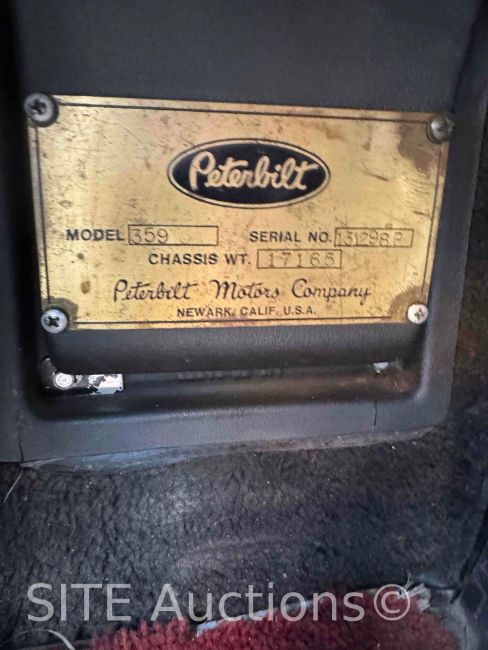 Peterbilt
MODEL 359 SERIAL NO. 131298P
CHASSIS WT. 17165
Peterbilt Motors Company
NEWARK, CALIF. U.S.A.
SITE Auctions©